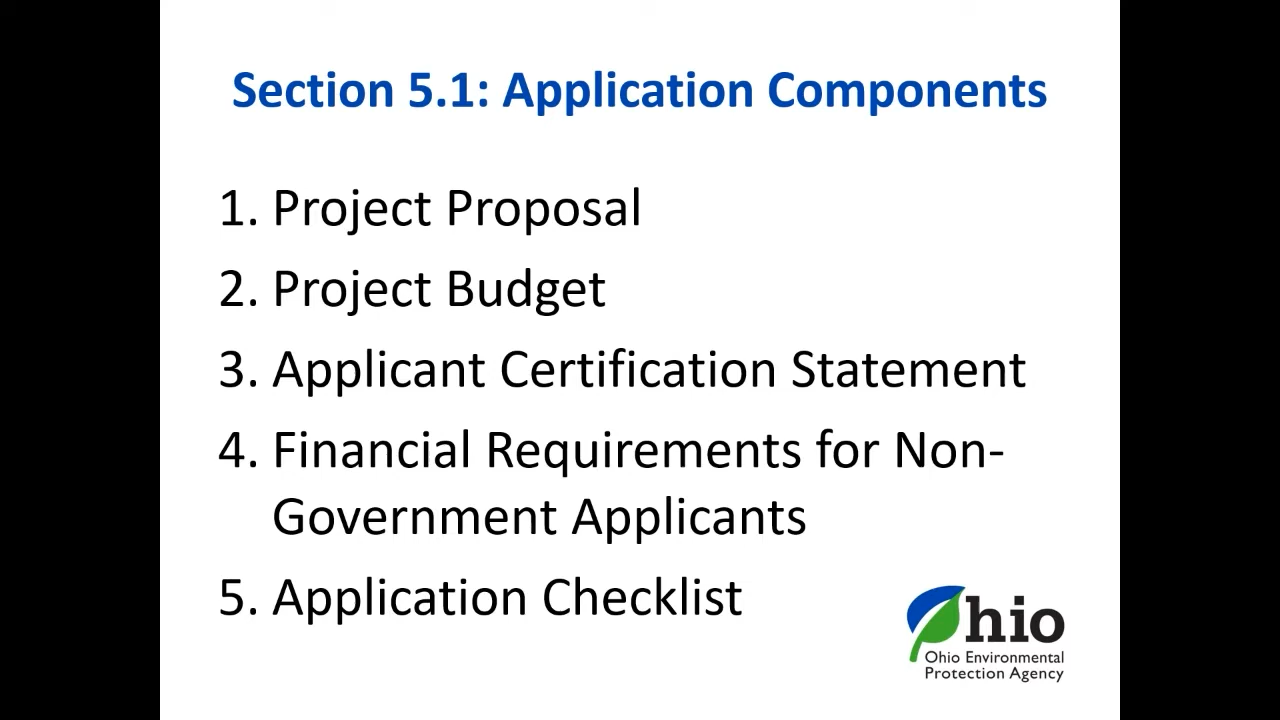 Section 5.1: Application Components
1. Project Proposal
2. Project Budget
3. Applicant Certification Statement
4. Financial Requirements for Non-
Government Applicants
5. Application Checklist
Ohio
Ohio Environmental
Protection Agency